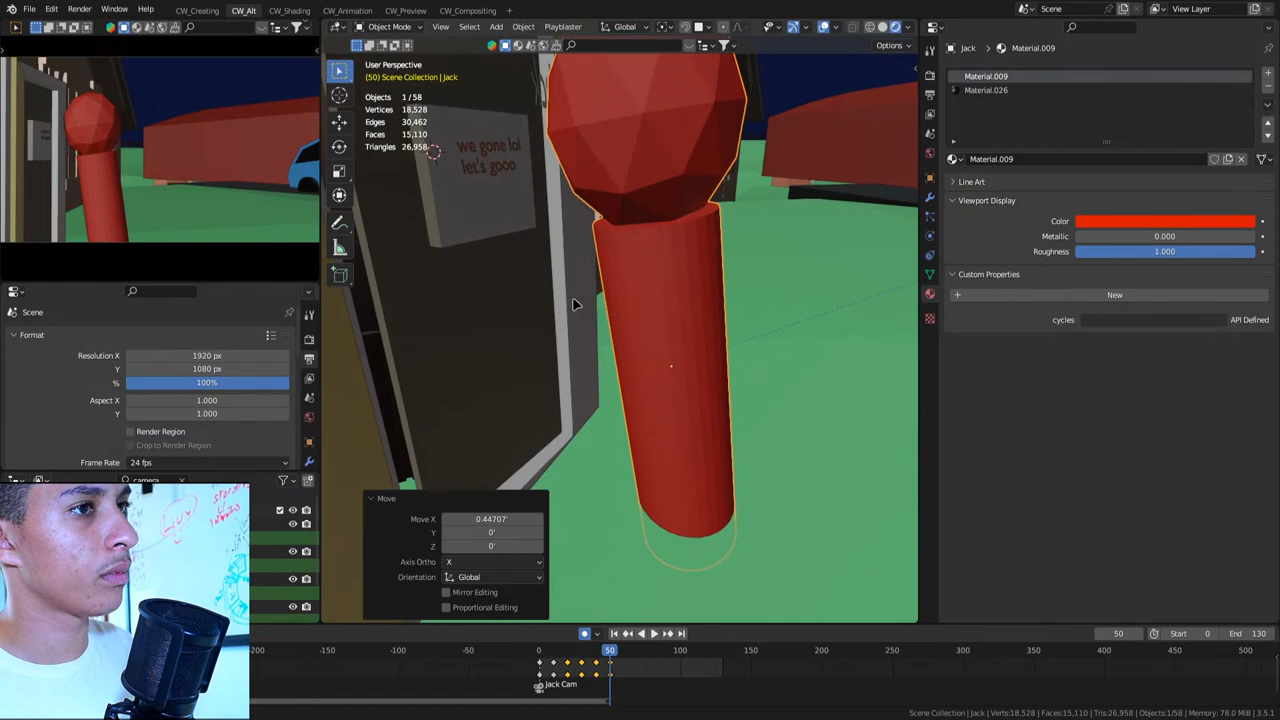 File Edit Render Window Help CW_Creating CW_Alt CW_Shading CW_Animation CW_Rendering CW_Compositing Scene View Layer
Object Mode View Select Add Object Playblaster Global
Options
Jack Material.009
User Perspective
(50) Scene Collection | Jack
Objects 1 / 58
Vertices 18,528
Edges 30,462
Faces 15,110
Triangles 26,958
we gone lol
let's gooo
Material.009
Material.026
Material.009
Line Art
Viewport Display
Color
Metallic 0.000
Roughness 1.000
Custom Properties
New
cycles API Defined
Scene
Format
Resolution X 1920 px
Y 1080 px
% 100%
Aspect X 1.000
Y 1.000
Render Region
Crop to Render Region
Frame Rate 24 fps
camera
Move
Move X 0.44707'
Y 0'
Z 0'
Axis Ortho X
Orientation Global
Mirror Editing
Proportional Editing
50 Start 0 End 130
-200 -100 0 50 100 200 300 400 500
Jack Cam
Scene Collection | Jack | Verts:18,528 | Faces:15,110 | Tris:26,958 | Objects:1/58 | Memory: 78.0 MiB | 3.5.1